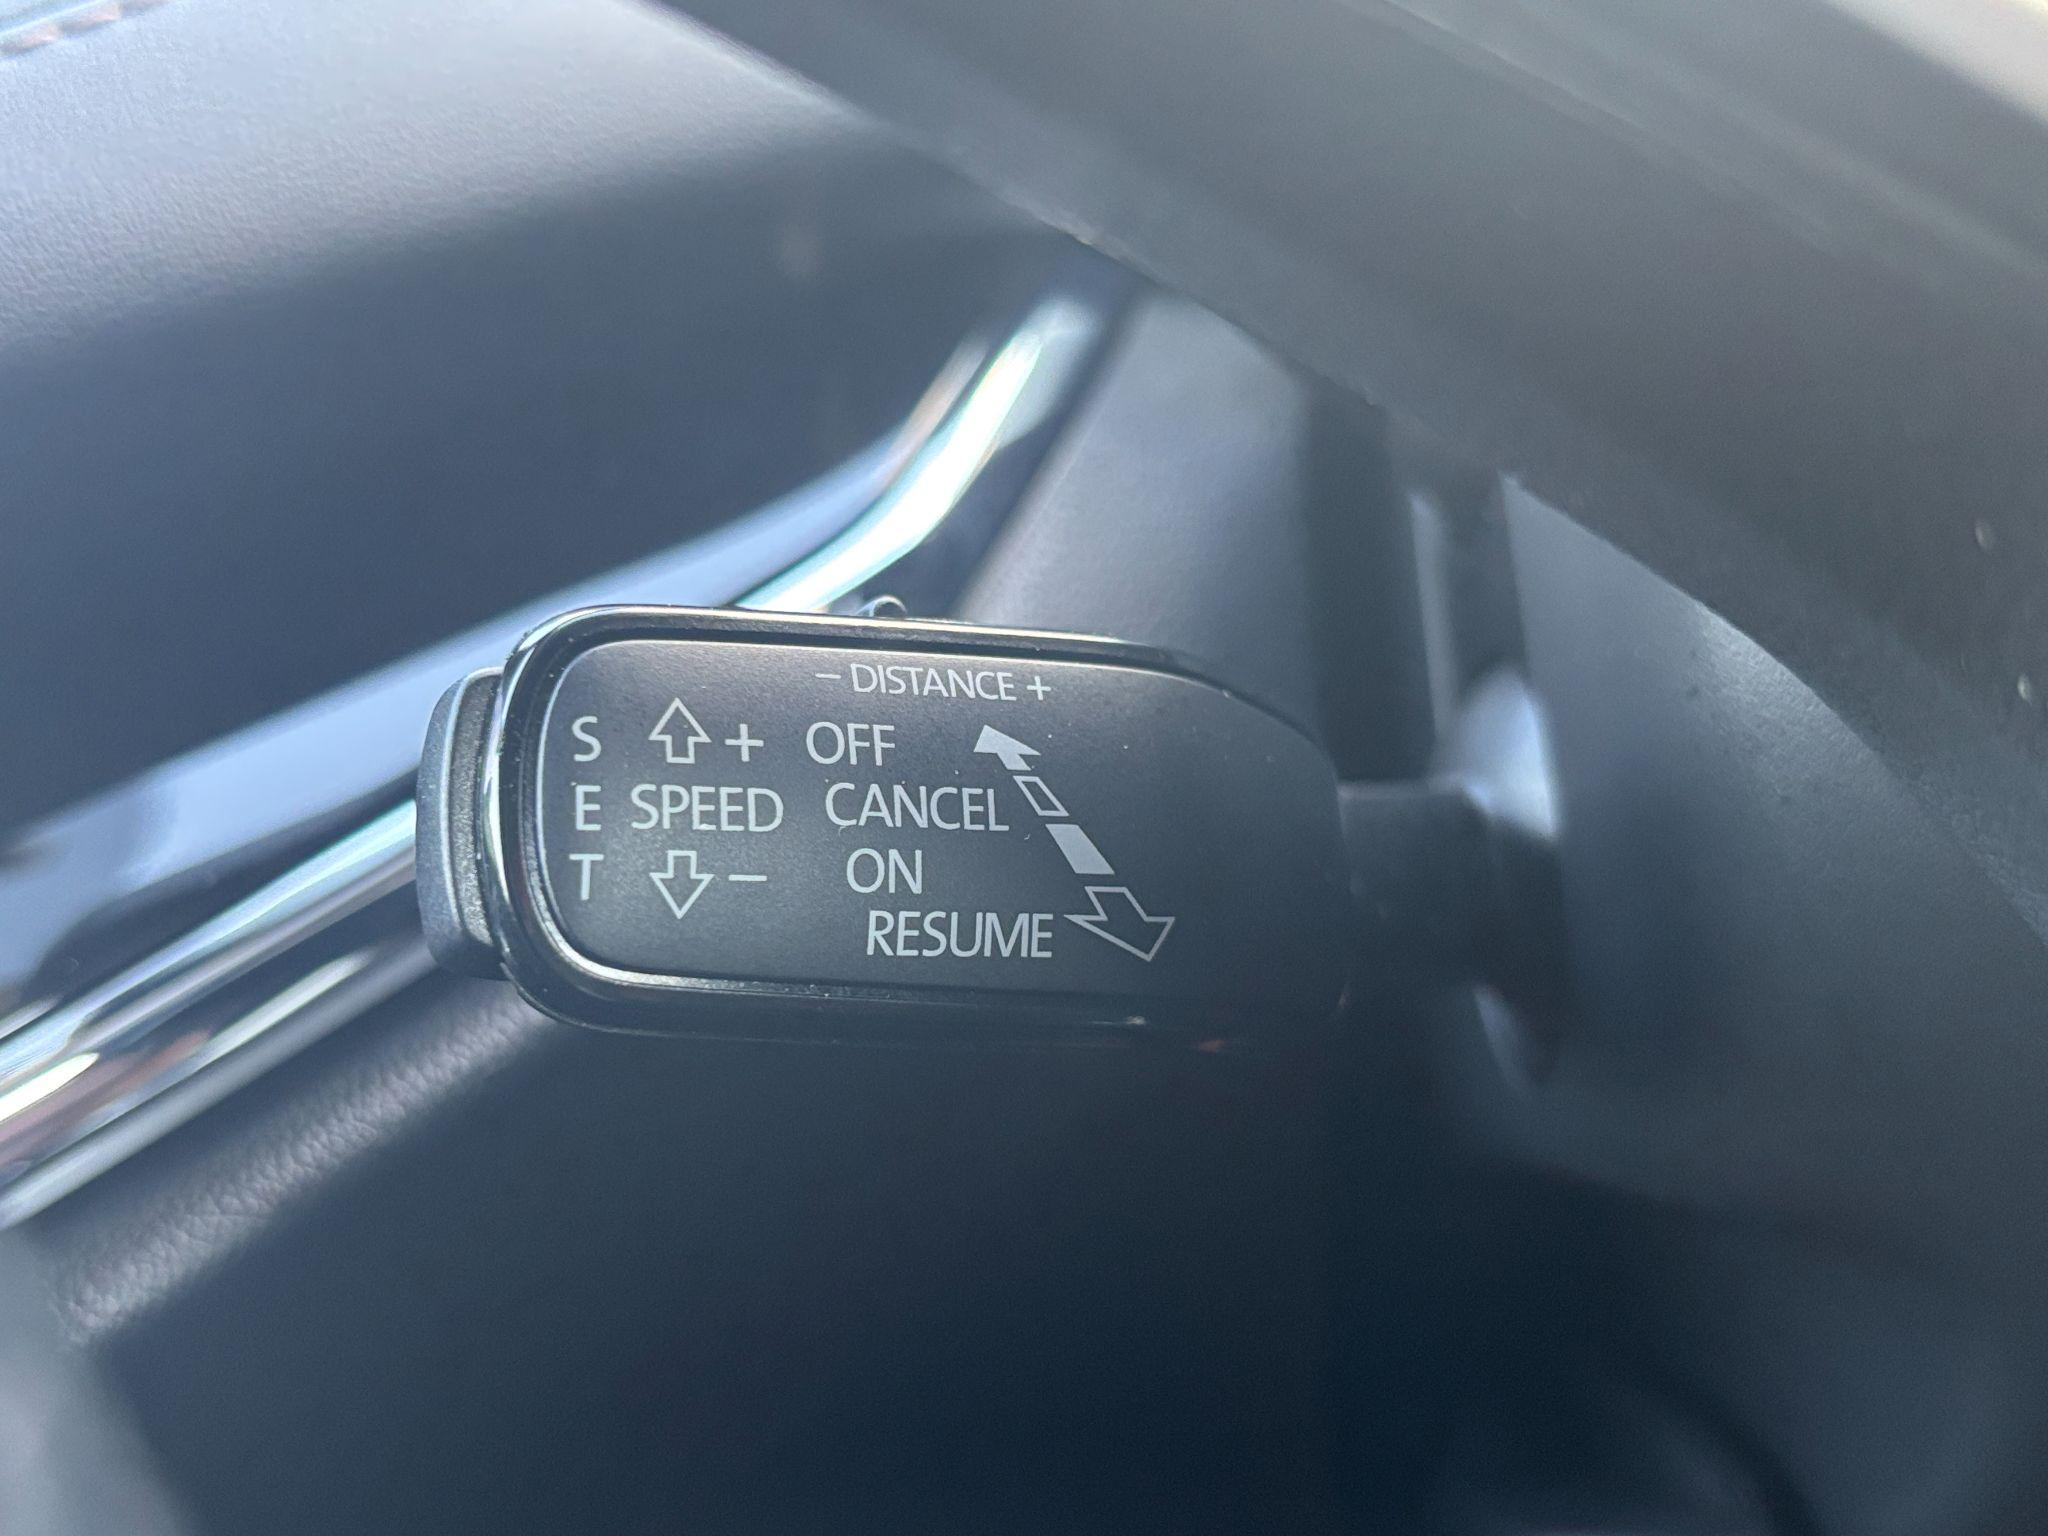 – DISTANCE +
S + OFF
E SPEED CANCEL
T – ON
RESUME